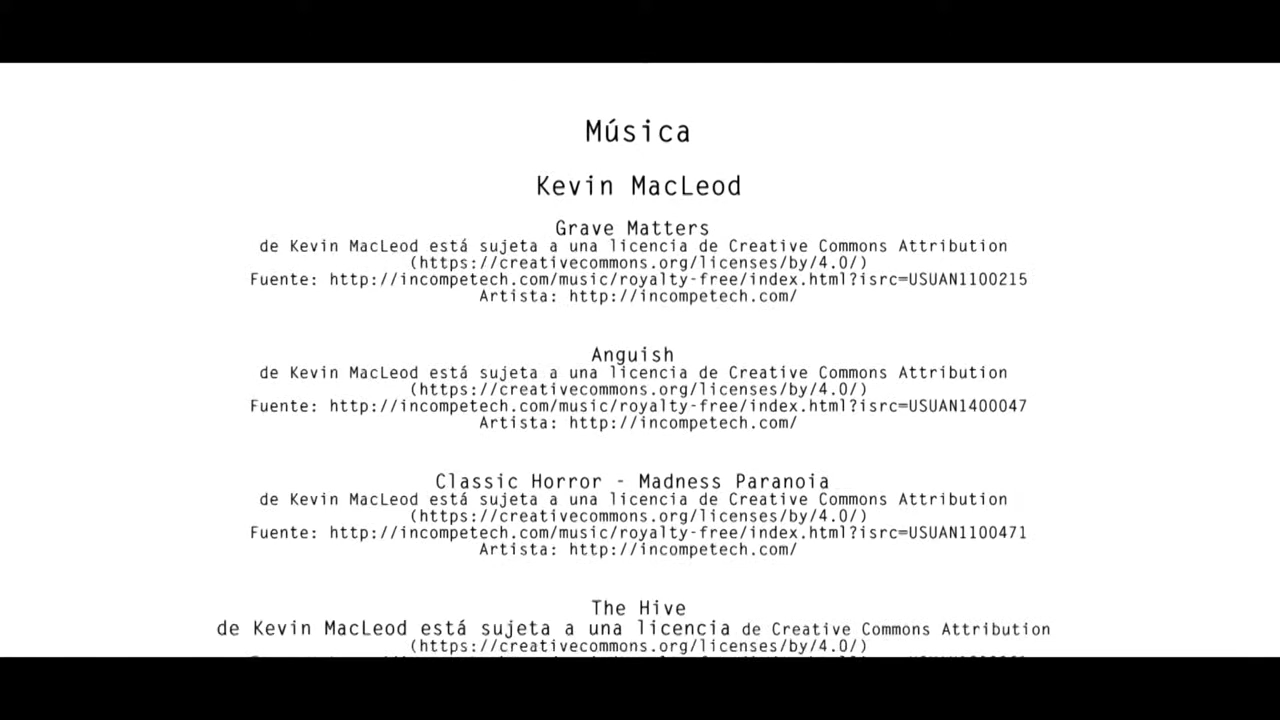 Música
Kevin MacLeod
Grave Matters
de Kevin MacLeod está sujeta a una licencia de Creative Commons Attribution
(https://creativecommons.org/licenses/by/4.0/)
Fuente: http://incompetech.com/music/royalty-free/index.html?isrc=USUAN1100215
Artista: http://incompetech.com/
Anguish
de Kevin MacLeod está sujeta a una licencia de Creative Commons Attribution
(https://creativecommons.org/licenses/by/4.0/)
Fuente: http://incompetech.com/music/royalty-free/index.html?isrc=USUAN1400047
Artista: http://incompetech.com/
Classic Horror - Madness Paranoia
de Kevin MacLeod está sujeta a una licencia de Creative Commons Attribution
(https://creativecommons.org/licenses/by/4.0/)
Fuente: http://incompetech.com/music/royalty-free/index.html?isrc=USUAN1100471
Artista: http://incompetech.com/
The Hive
de Kevin MacLeod está sujeta a una licencia de Creative Commons Attribution
(https://creativecommons.org/licenses/by/4.0/)